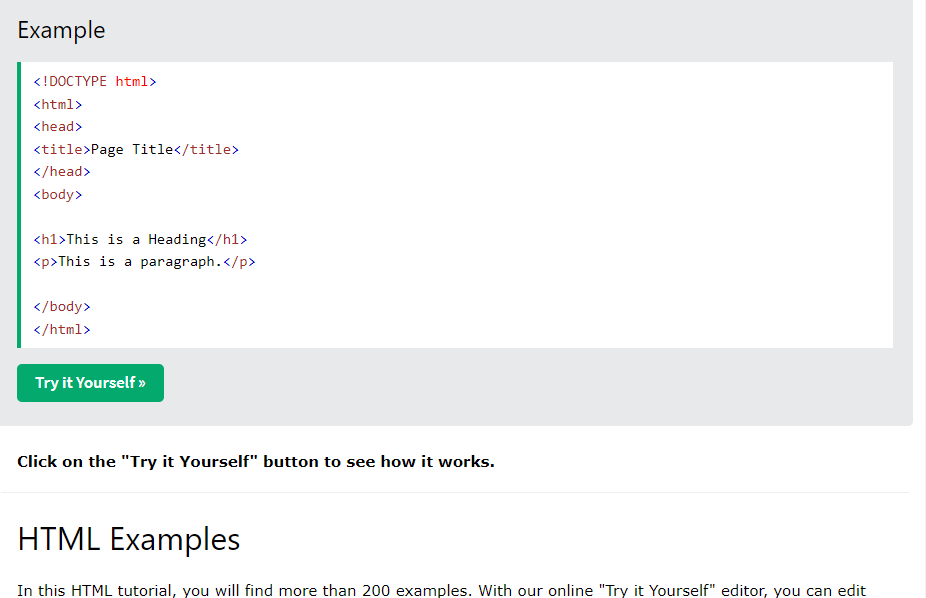 Example
<!DOCTYPE html>
<html>
<head>
<title>Page Title</title>
</head>
<body>
<h1>This is a Heading</h1>
<p>This is a paragraph.</p>
</body>
</html>
Try it Yourself »
Click on the "Try it Yourself" button to see how it works.
HTML Examples
In this HTML tutorial, you will find more than 200 examples. With our online "Try it Yourself" editor, you can edit